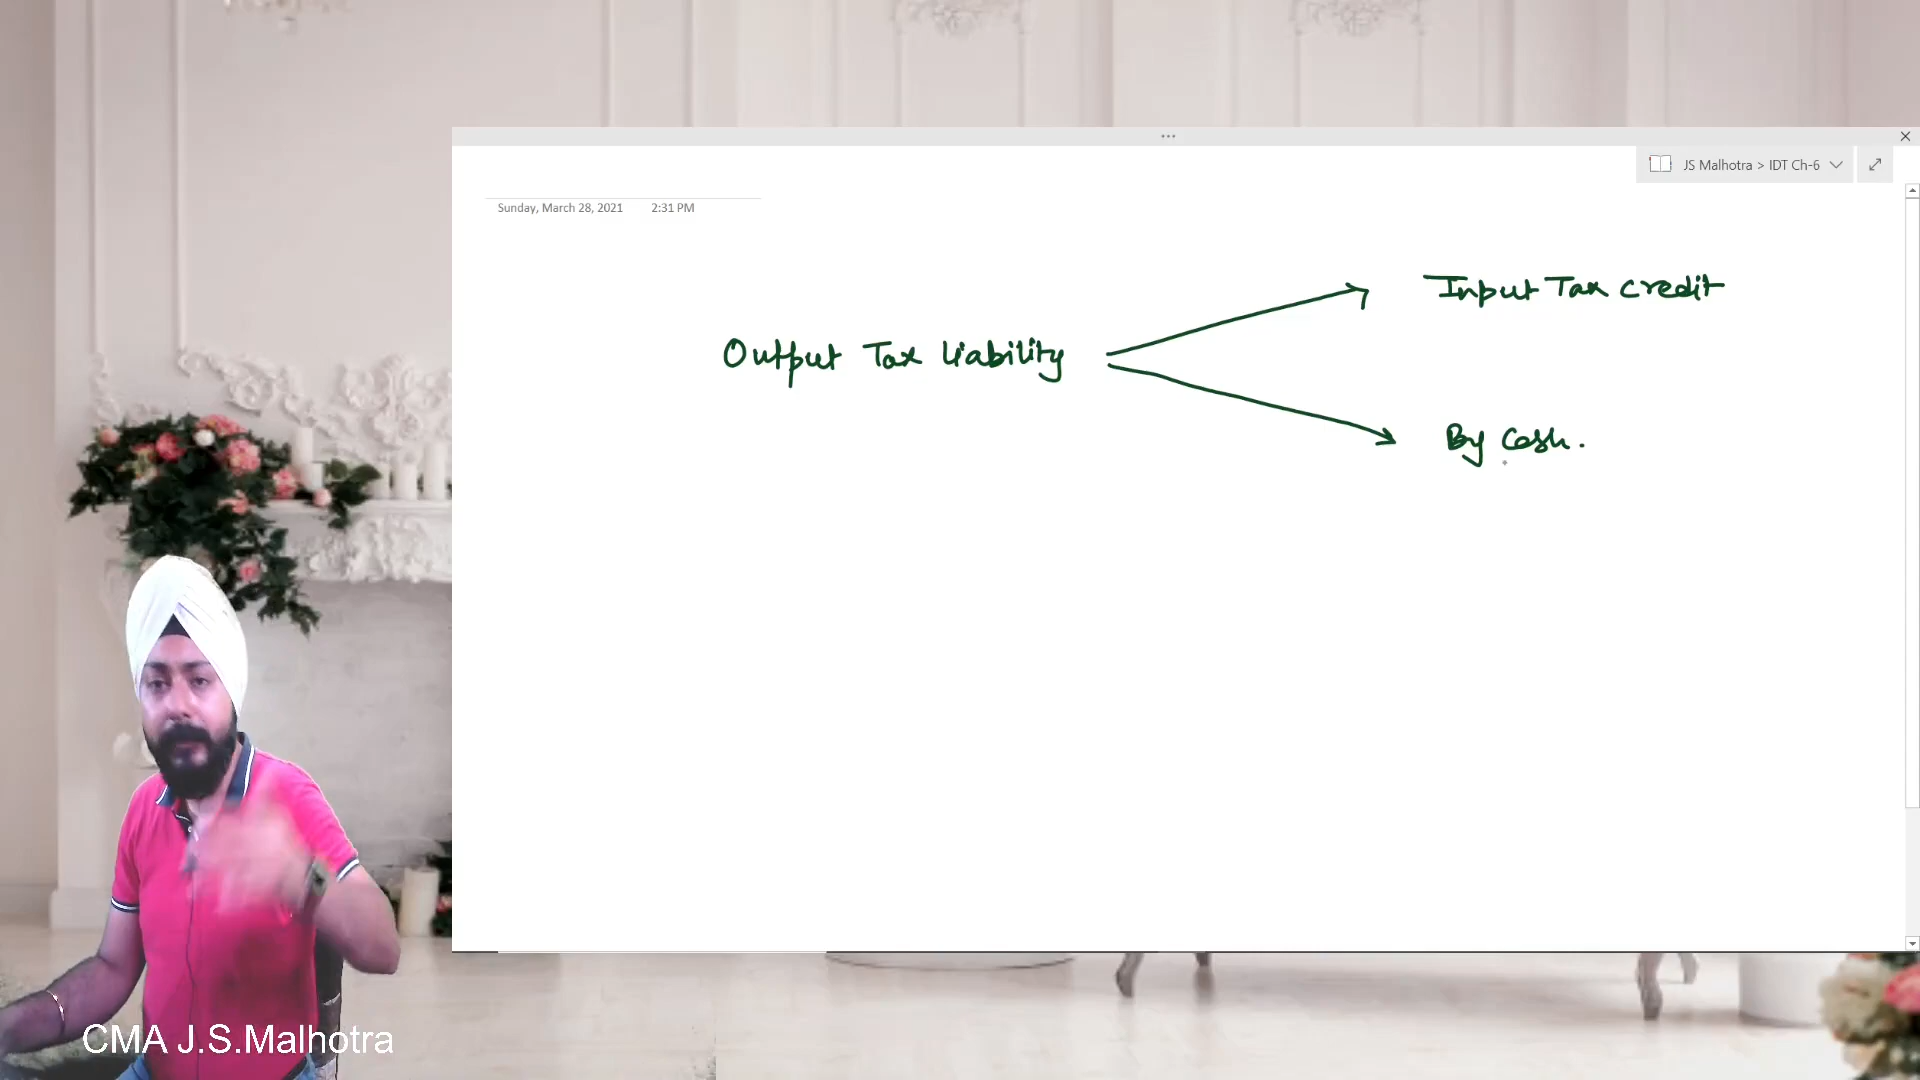 JS Malhotra > IDT Ch-6
Sunday, March 28, 2021 2:31 PM
Input Tax credit
Output Tax liability
By Cash.
CMA J.S.Malhotra